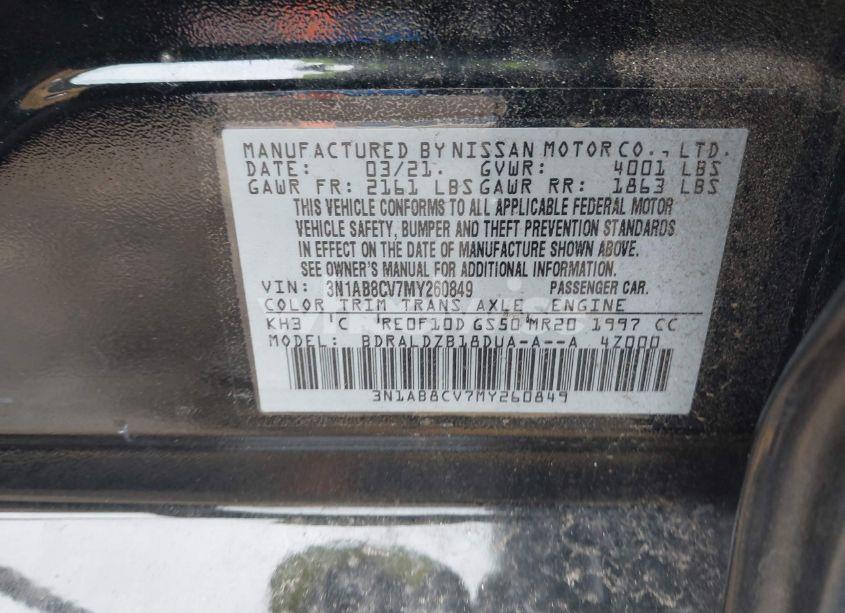 MANUFACTURED BY NISSAN MOTOR CO., LTD.
DATE: 03/21. GVWR: 4001 LBS
GAWR FR: 2161 LBS GAWR RR: 1863 LBS
THIS VEHICLE CONFORMS TO ALL APPLICABLE FEDERAL MOTOR
VEHICLE SAFETY, BUMPER AND THEFT PREVENTION STANDARDS
IN EFFECT ON THE DATE OF MANUFACTURE SHOWN ABOVE.
SEE OWNER'S MANUAL FOR ADDITIONAL INFORMATION.
VIN: 3N1AB8CV7MY260849 PASSENGER CAR.
COLOR TRIM TRANS AXLE ENGINE
KH3 C RE0F10D GS50 MR20 1997 CC
MODEL: BDRALDZB18DUA-A--A 47000
3N1AB8CV7MY260849